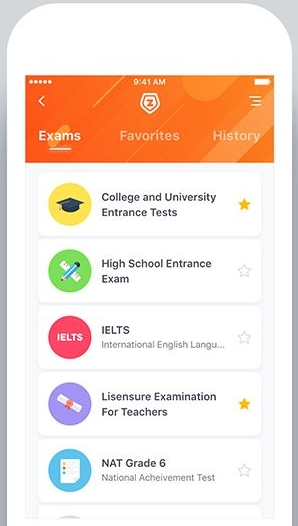 9:41 AM
Z
Exams Favorites History
College and University
Entrance Tests
High School Entrance
Exam
IELTS
IELTS
International English Langu...
Lisensure Examination
For Teachers
NAT Grade 6
National Acheivement Test